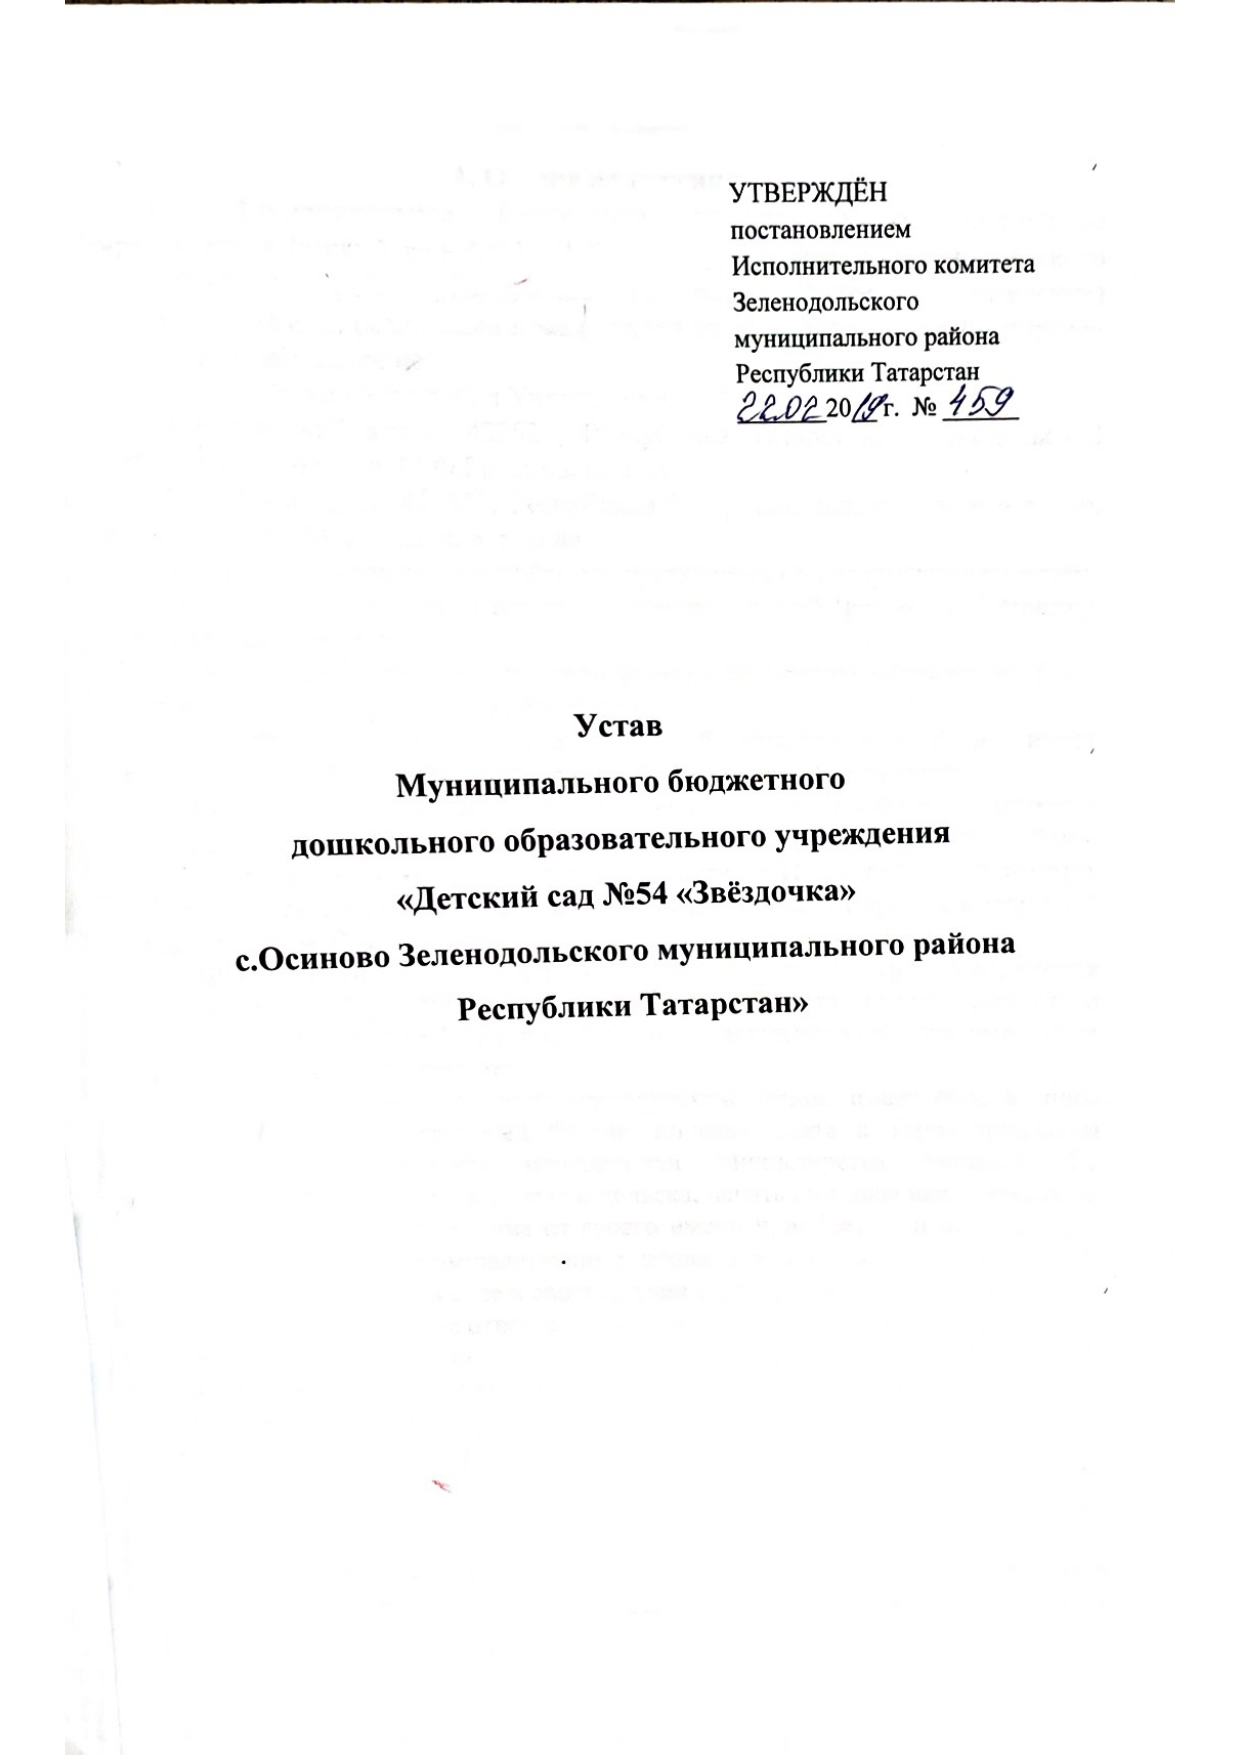 УТВЕРЖДЁН
постановлением
Исполнительного комитета
Зеленодольского
муниципального района
Республики Татарстан
22.02 2019 г. № 459
Устав
Муниципального бюджетного
дошкольного образовательного учреждения
«Детский сад №54 «Звёздочка»
с.Осиново Зеленодольского муниципального района
Республики Татарстан»